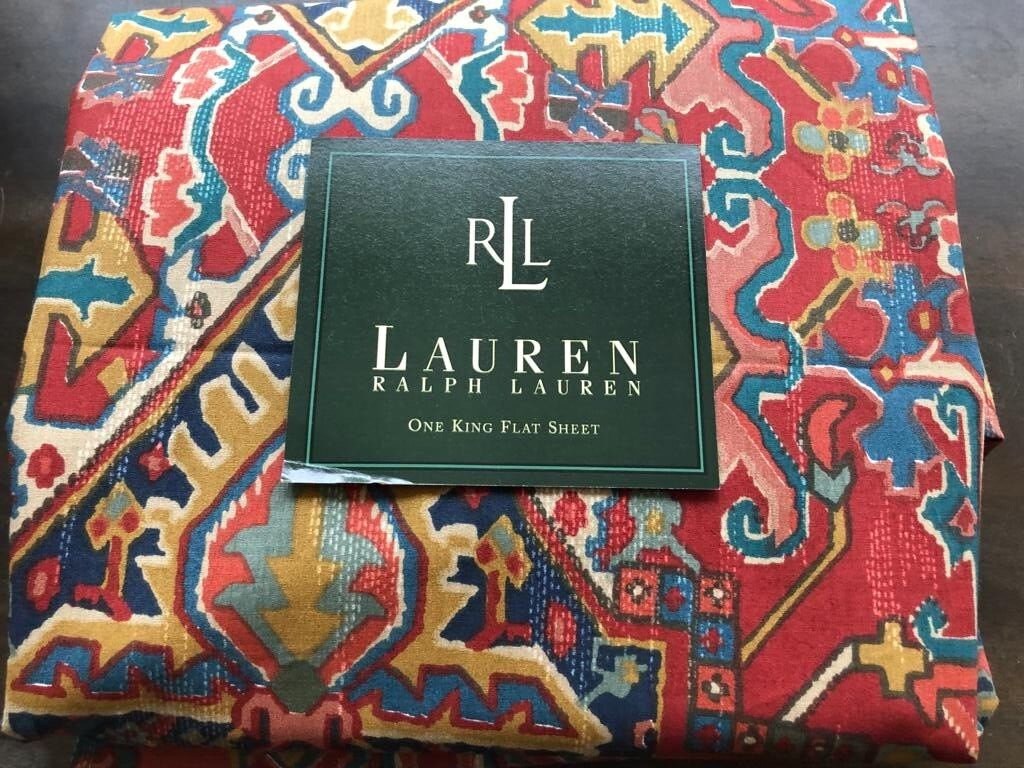 RLL
LAUREN
RALPH LAUREN
ONE KING FLAT SHEET